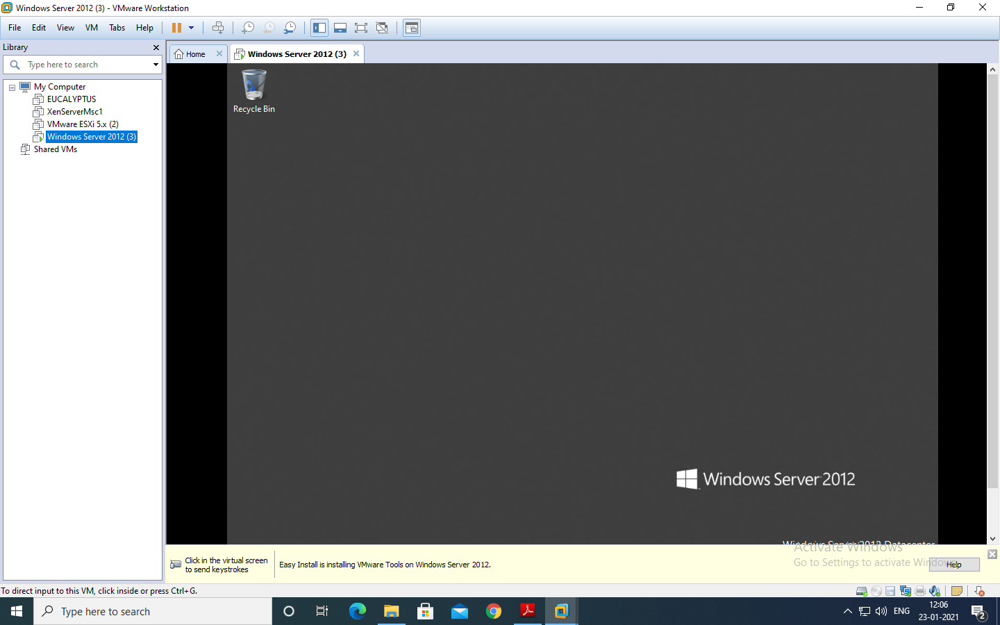 Windows Server 2012 (3) - VMware Workstation
File Edit View VM Tabs Help
Library
Type here to search
My Computer
EUCALYPTUS
XenServerMsc1
VMware ESXi 5.x (2)
Windows Server 2012 (3)
Shared VMs
Home
Windows Server 2012 (3)
Recycle Bin
Windows Server 2012
Windows Server 2012 Datacenter
Activate Windows
Go to Settings to activate Windows.
Click in the virtual screen
to send keystrokes
Easy Install is installing VMware Tools on Windows Server 2012.
Help
To direct input to this VM, click inside or press Ctrl+G.
Type here to search
ENG
12:06
23-01-2021
2